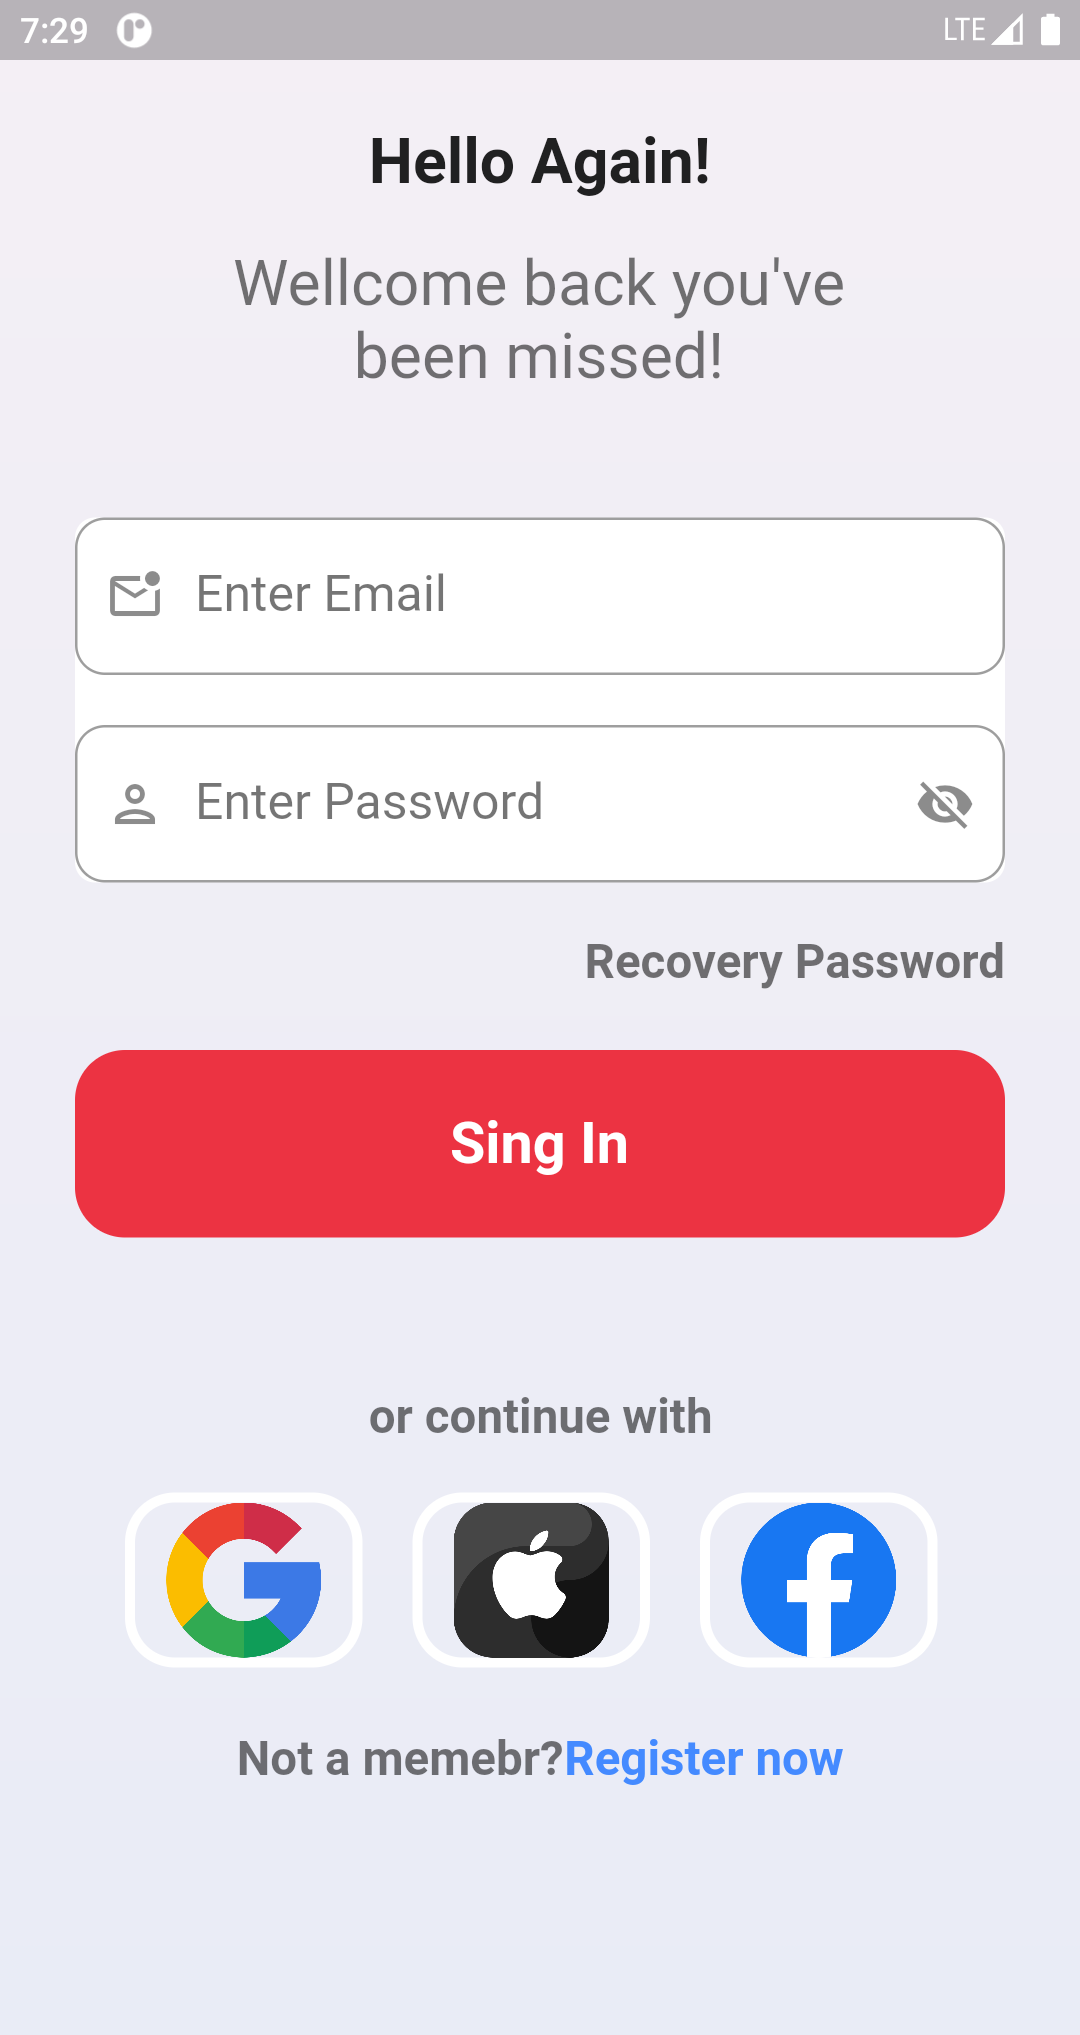 7:29
LTE
Hello Again!
Wellcome back you've
been missed!
Enter Email
Enter Password
Recovery Password
Sing In
or continue with
Not a memebr?Register now